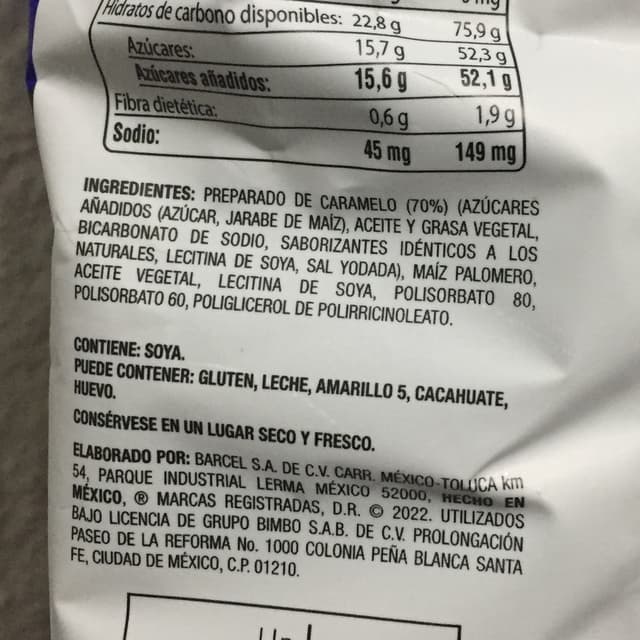 Hidratos de carbono disponibles: 22,8 g 75,9 g
Azúcares: 15,7 g 52,3 g
Azúcares añadidos: 15,6 g 52,1 g
Fibra dietética: 0,6 g 1,9 g
Sodio: 45 mg 149 mg
INGREDIENTES: PREPARADO DE CARAMELO (70%) (AZÚCARES
AÑADIDOS (AZÚCAR, JARABE DE MAÍZ), ACEITE Y GRASA VEGETAL,
BICARBONATO DE SODIO, SABORIZANTES IDÉNTICOS A LOS
NATURALES, LECITINA DE SOYA, SAL YODADA), MAÍZ PALOMERO,
ACEITE VEGETAL, LECITINA DE SOYA, POLISORBATO 80,
POLISORBATO 60, POLIGLICEROL DE POLIRRICINOLEATO.
CONTIENE: SOYA.
PUEDE CONTENER: GLUTEN, LECHE, AMARILLO 5, CACAHUATE,
HUEVO.
CONSÉRVESE EN UN LUGAR SECO Y FRESCO.
ELABORADO POR: BARCEL S.A. DE C.V. CARR. MÉXICO-TOLUCA km
54, PARQUE INDUSTRIAL LERMA MÉXICO 52000, HECHO EN
MÉXICO, ® MARCAS REGISTRADAS, D.R. © 2022. UTILIZADOS
BAJO LICENCIA DE GRUPO BIMBO S.A.B. DE C.V. PROLONGACIÓN
PASEO DE LA REFORMA No. 1000 COLONIA PEÑA BLANCA SANTA
FE, CIUDAD DE MÉXICO, C.P. 01210.